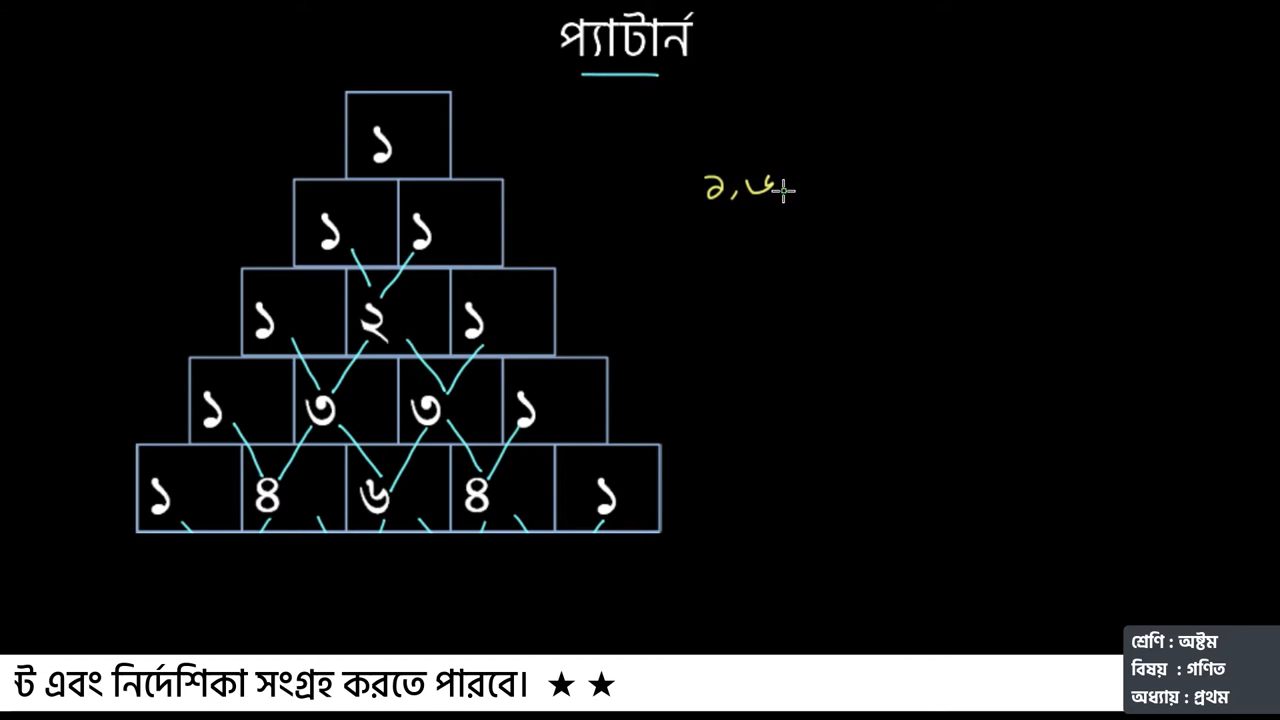 প্যাটার্ন
১
১ ১
১ ২ ১
১ ৩ ৩ ১
১ ৪ ৬ ৪ ১
শ্রেণি : অষ্টম
বিষয় : গণিত
অধ্যায় : প্রথম
এবং নির্দেশিকা সংগ্রহ করতে পারবে। ★ ★